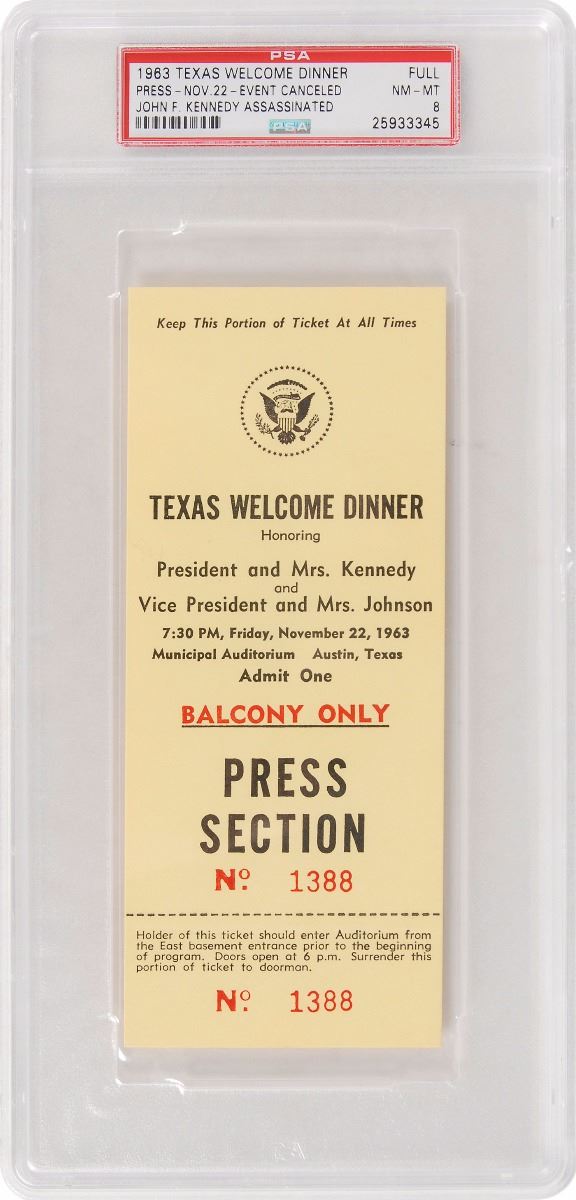 PSA
1963 TEXAS WELCOME DINNER FULL
PRESS - NOV.22 - EVENT CANCELED NM - MT
JOHN F. KENNEDY ASSASSINATED 8
PSA 25933345
Keep This Portion of Ticket At All Times
TEXAS WELCOME DINNER
Honoring
President and Mrs. Kennedy
and
Vice President and Mrs. Johnson
7:30 PM, Friday, November 22, 1963
Municipal Auditorium Austin, Texas
Admit One
BALCONY ONLY
PRESS
SECTION
Nº 1388
Holder of this ticket should enter Auditorium from
the East basement entrance prior to the beginning
of program. Doors open at 6 p.m. Surrender this
portion of ticket to doorman.
Nº 1388